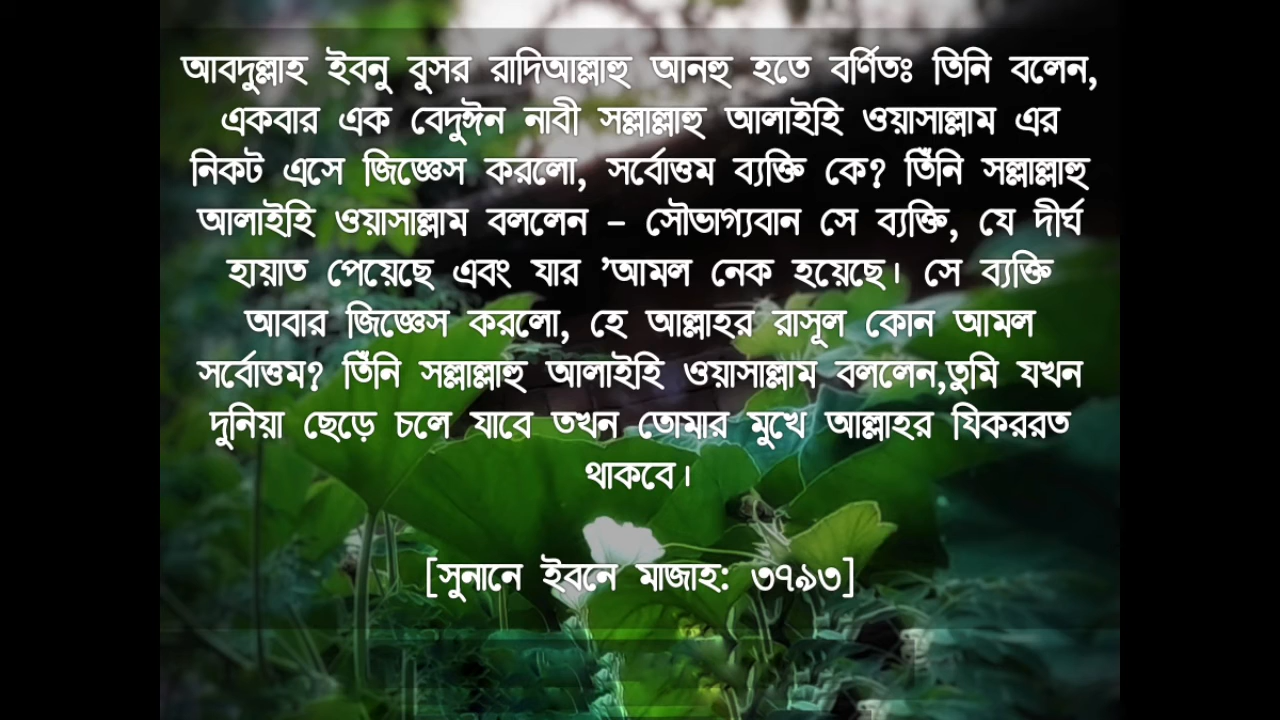 আবদুল্লাহ ইবনু বুসর রাদিআল্লাহু আনহু হতে বর্ণিতঃ তিনি বলেন,
একবার এক বেদুঈন নাবী সল্লাল্লাহু আলাইহি ওয়াসাল্লাম এর
নিকট এসে জিজ্ঞেস করলো, সর্বোত্তম ব্যক্তি কে? তিঁনি সল্লাল্লাহু
আলাইহি ওয়াসাল্লাম বললেন – সৌভাগ্যবান সে ব্যক্তি, যে দীর্ঘ
হায়াত পেয়েছে এবং যার ’আমল নেক হয়েছে। সে ব্যক্তি
আবার জিজ্ঞেস করলো, হে আল্লাহর রাসূল কোন আমল
সর্বোত্তম? তিঁনি সল্লাল্লাহু আলাইহি ওয়াসাল্লাম বললেন,তুমি যখন
দুনিয়া ছেড়ে চলে যাবে তখন তোমার মুখে আল্লাহর যিকররত
থাকবে।
[সুনানে ইবনে মাজাহ: ৩৭৯৩]